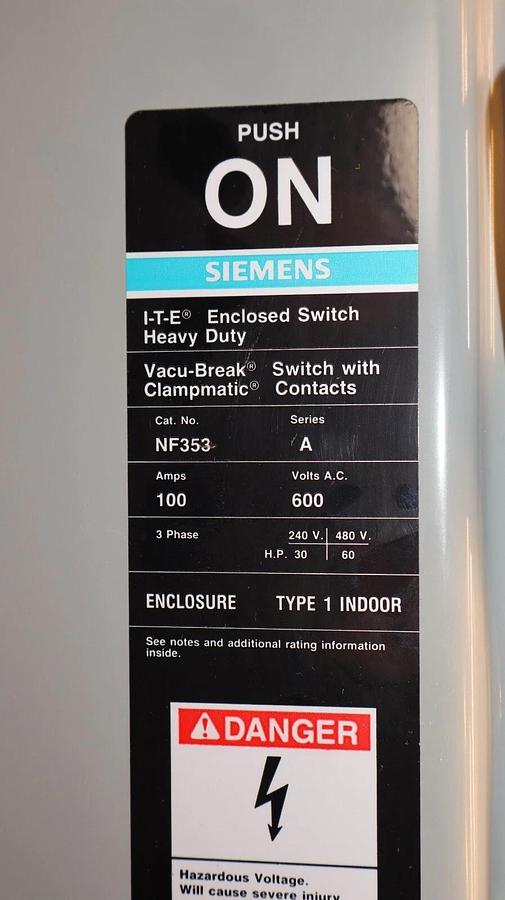 PUSH
ON
SIEMENS
I-T-E® Enclosed Switch
Heavy Duty
Vacu-Break® Switch with
Clampmatic® Contacts
Cat. No. Series
NF353 A
Amps Volts A.C.
100 600
3 Phase 240 V. 480 V.
H.P. 30 60
ENCLOSURE TYPE 1 INDOOR
See notes and additional rating information
inside.
DANGER
Hazardous Voltage.
Will cause severe injury